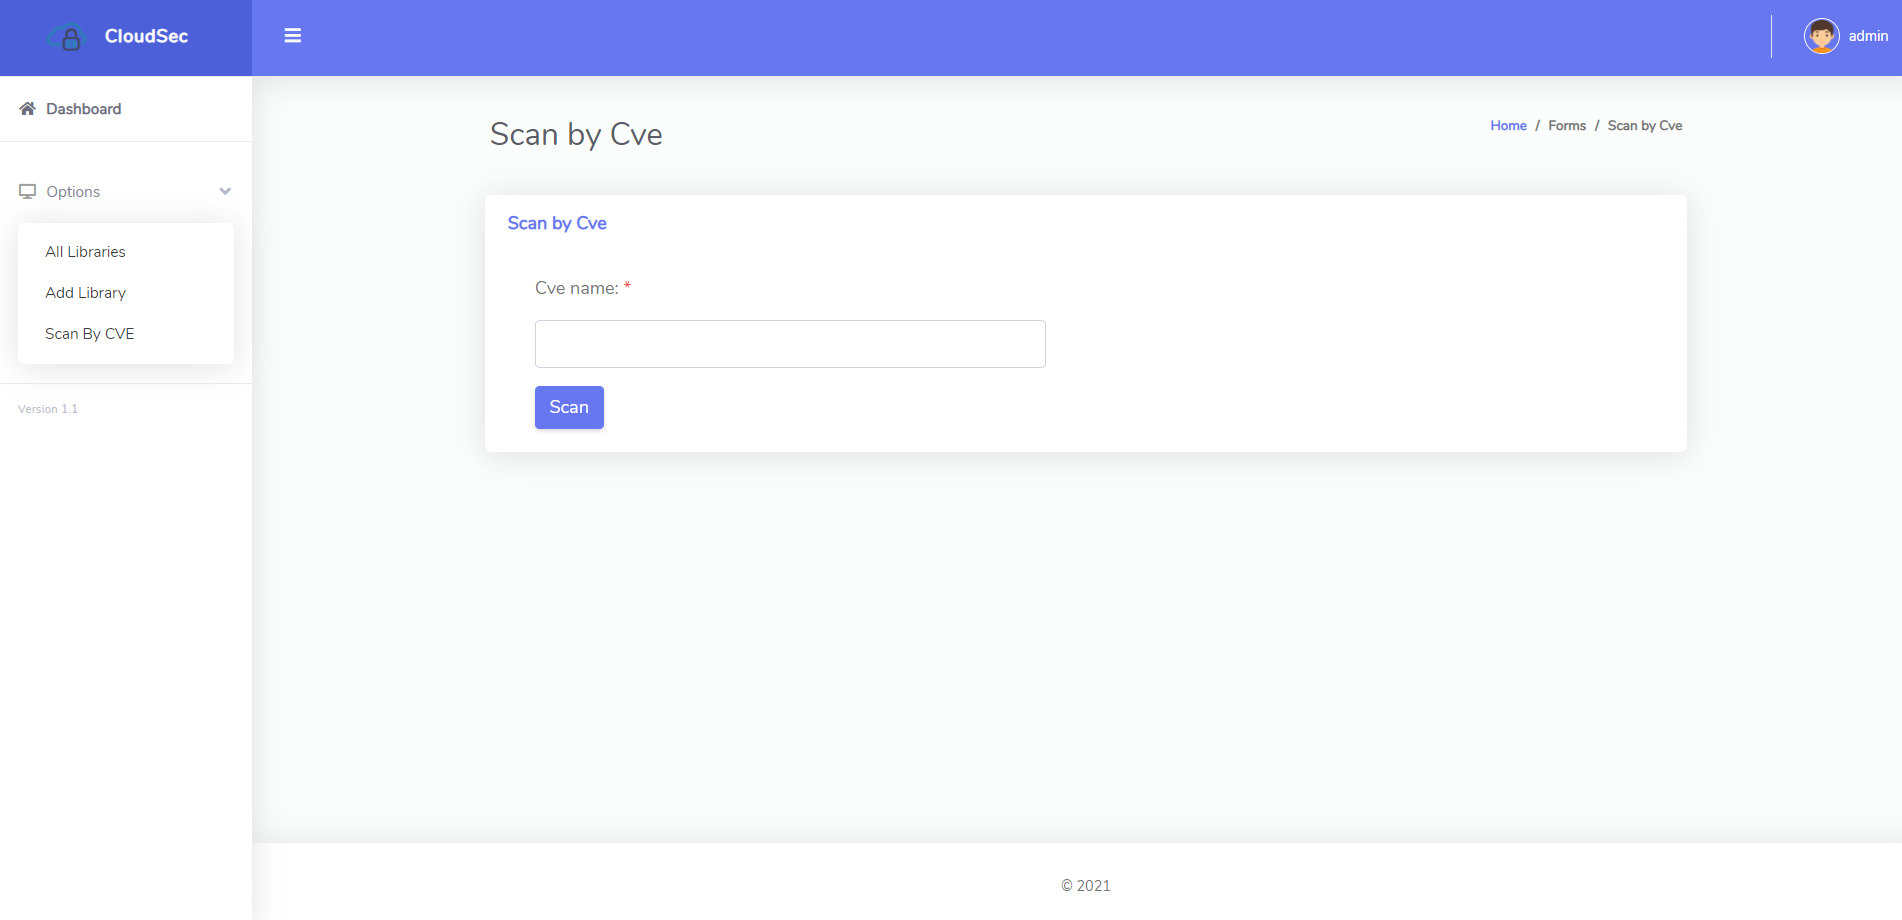 CloudSec
admin
Dashboard
Options
All Libraries
Add Library
Scan By CVE
Version 1.1
Scan by Cve
Home / Forms / Scan by Cve
Scan by Cve
Cve name: *
Scan
© 2021